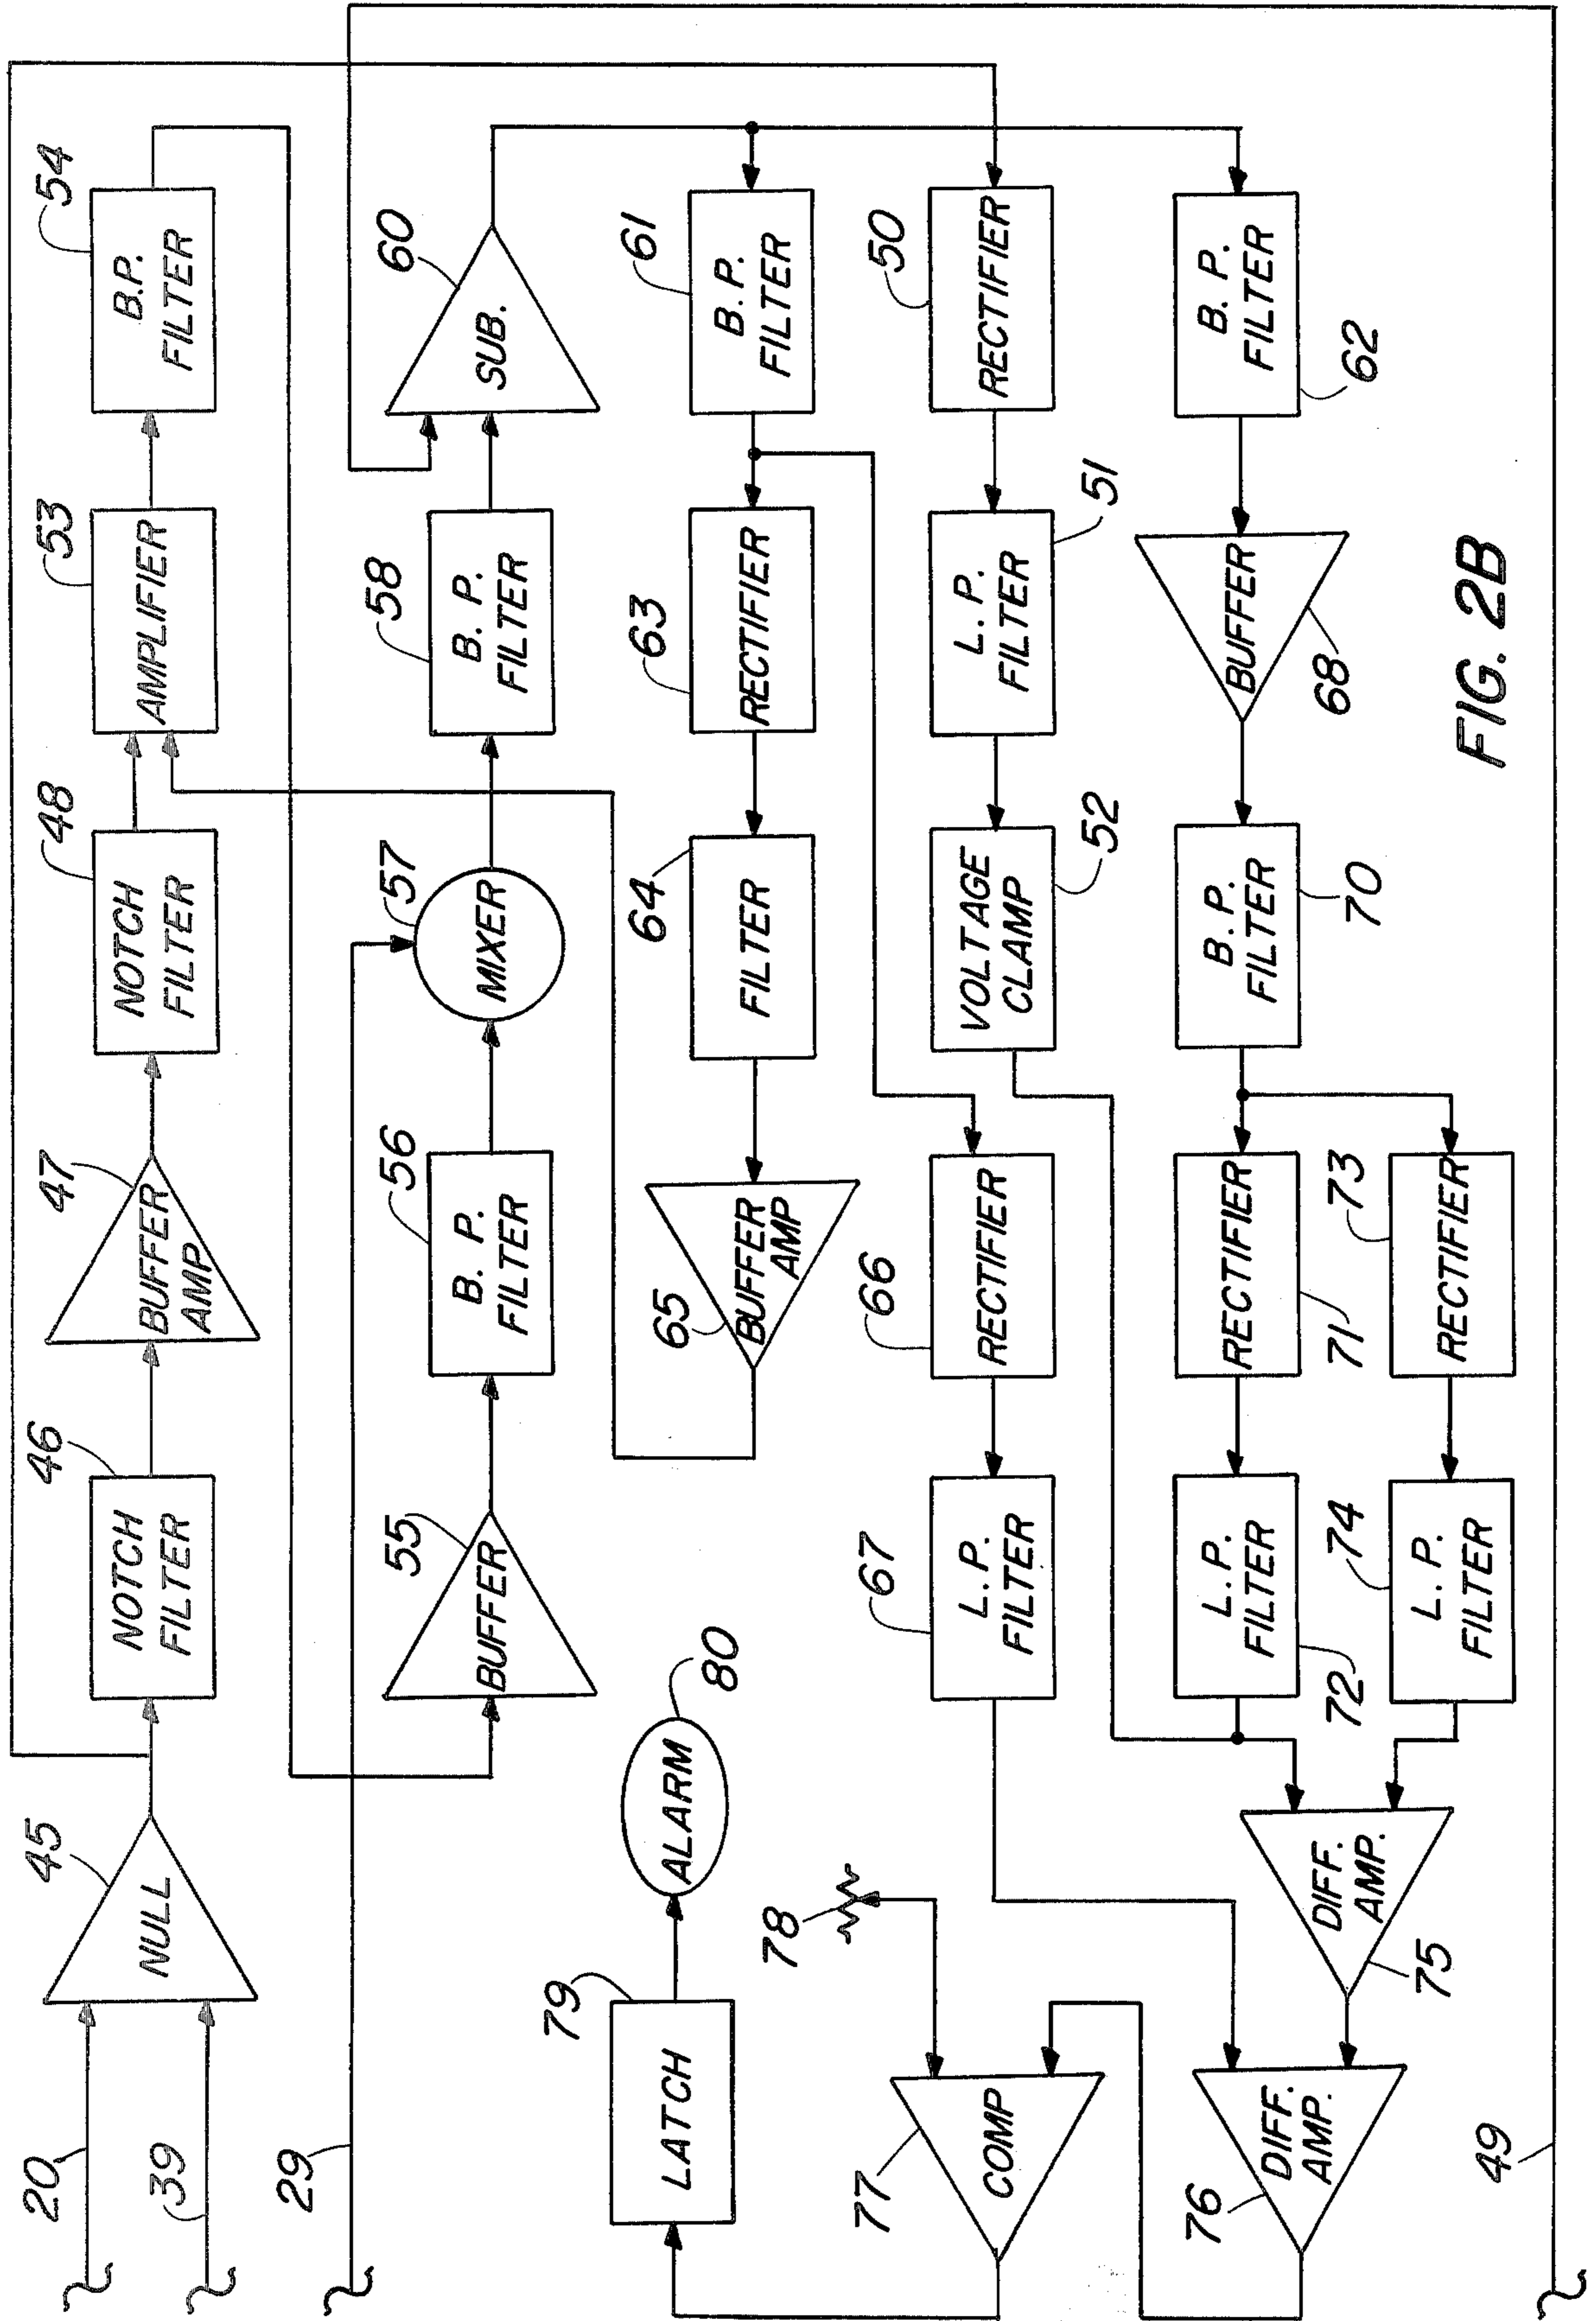 20
39
45
NULL
46
NOTCH
FILTER
47
BUFFER
AMP
48
NOTCH
FILTER
53
AMPLIFIER
54
B.P.
FILTER
29
55
BUFFER
56
B. P.
FILTER
57
MIXER
58
B. P.
FILTER
60
SUB.
79
LATCH
80
ALARM
65
BUFFER
AMP
64
FILTER
63
RECTIFIER
61
B. P.
FILTER
77
COMP
78
67
L. P.
FILTER
66
RECTIFIER
52
VOLTAGE
CLAMP
51
L. P.
FILTER
50
RECTIFIER
76
DIFF.
AMP.
75
DIFF.
AMP.
72
L. P.
FILTER
71
RECTIFIER
70
B. P.
FILTER
68
BUFFER
62
B. P.
FILTER
74
L. P.
FILTER
73
RECTIFIER
49
FIG. 2B